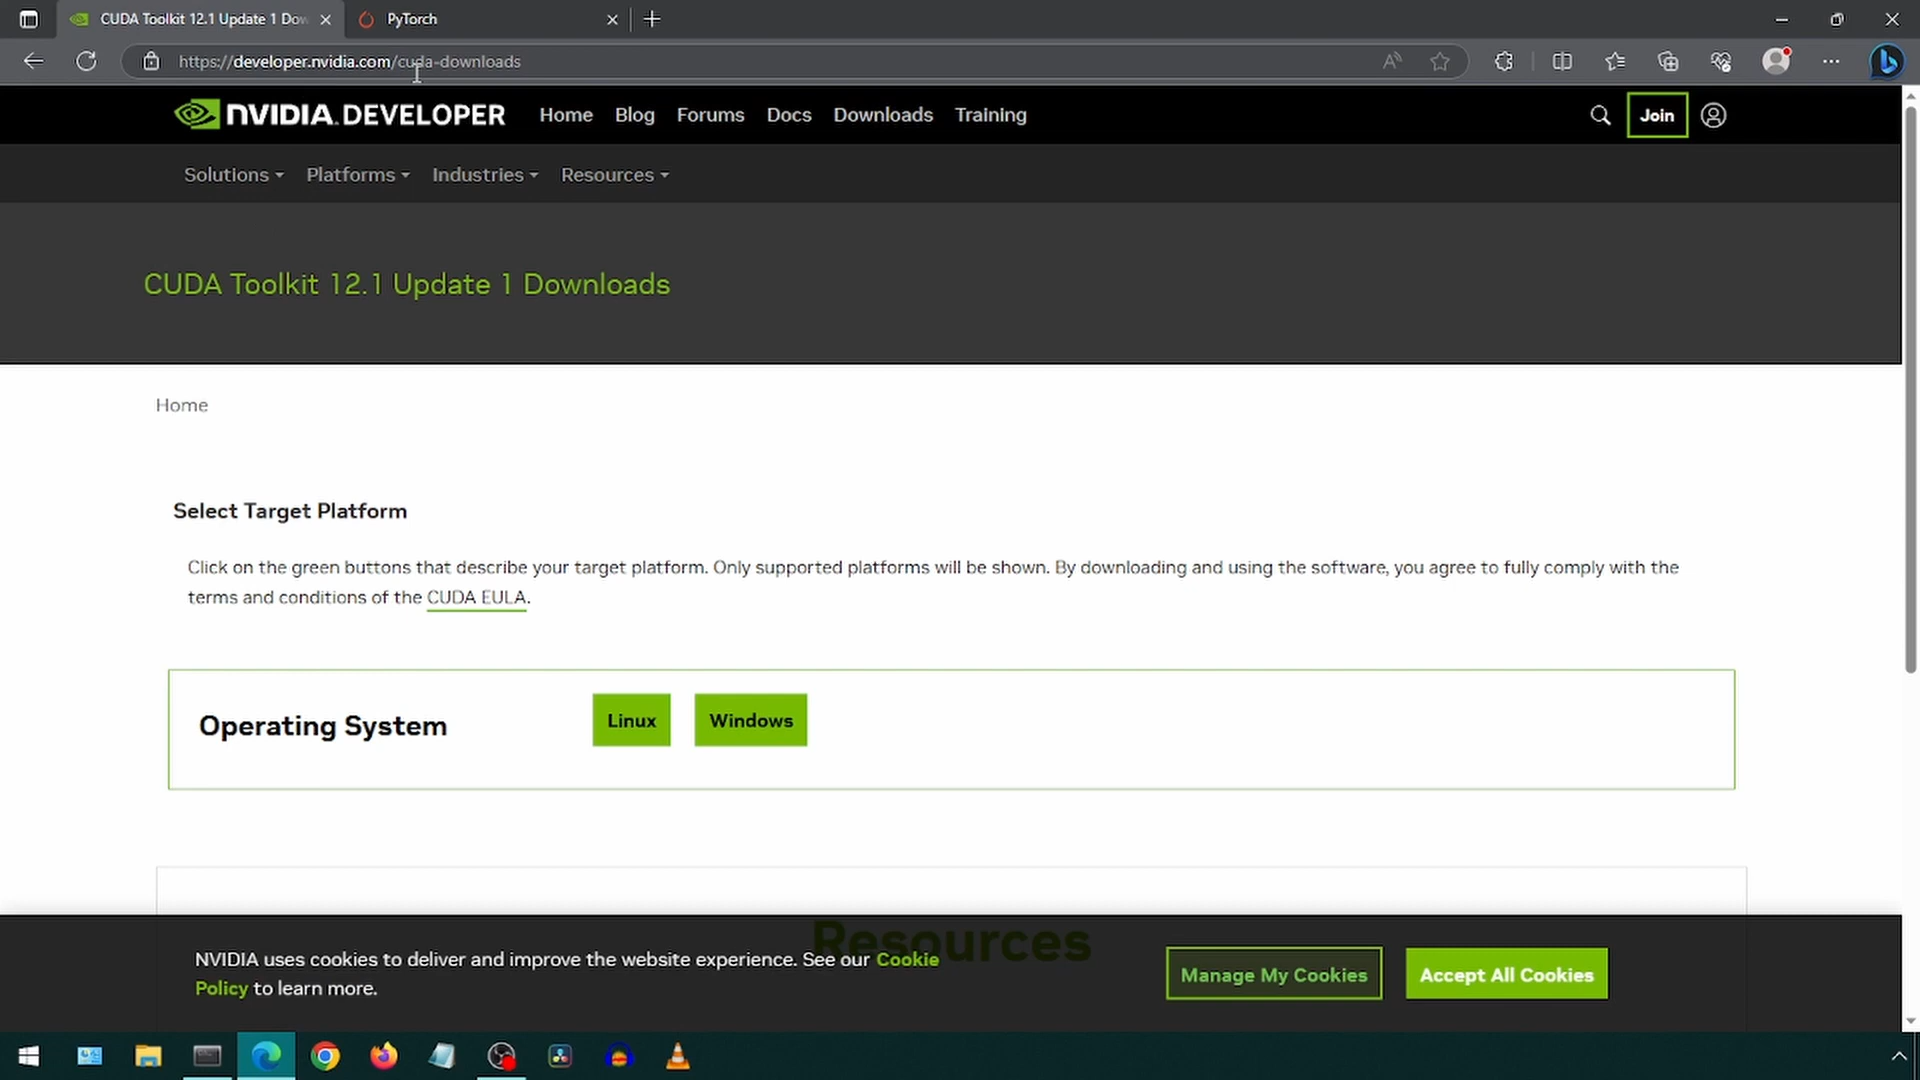 CUDA Toolkit 12.1 Update 1 Dow
PyTorch
https://developer.nvidia.com/cuda-downloads
NVIDIA. DEVELOPER
Home
Blog
Forums
Docs
Downloads
Training
Join
Solutions
Platforms
Industries
Resources
CUDA Toolkit 12.1 Update 1 Downloads
Home
Select Target Platform
Click on the green buttons that describe your target platform. Only supported platforms will be shown. By downloading and using the software, you agree to fully comply with the
terms and conditions of the CUDA EULA.
Operating System
Linux
Windows
Resources
NVIDIA uses cookies to deliver and improve the website experience. See our Cookie
Policy to learn more.
Manage My Cookies
Accept All Cookies